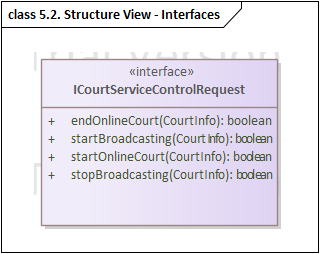 class 5.2. Structure View - Interfaces
«interface»
ICourtServiceControlRequest
+ endOnlineCourt(CourtInfo): boolean
+ startBroadcasting(CourtInfo): boolean
+ startOnlineCourt(CourtInfo): boolean
+ stopBroadcasting(CourtInfo): boolean